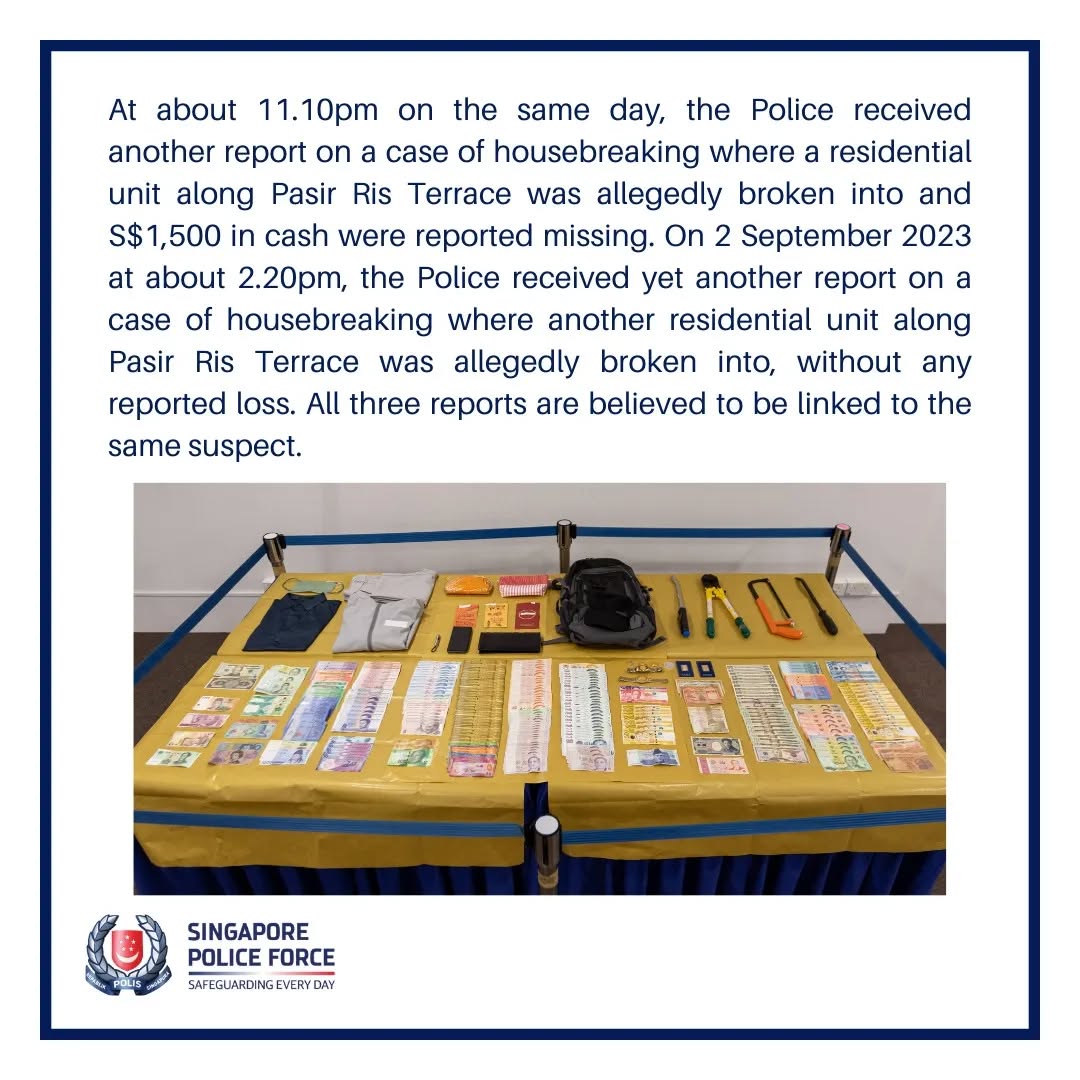 At about 11.10pm on the same day, the Police received
another report on a case of housebreaking where a residential
unit along Pasir Ris Terrace was allegedly broken into and
S$1,500 in cash were reported missing. On 2 September 2023
at about 2.20pm, the Police received yet another report on a
case of housebreaking where another residential unit along
Pasir Ris Terrace was allegedly broken into, without any
reported loss. All three reports are believed to be linked to the
same suspect.
SINGAPORE
POLICE FORCE
SAFEGUARDING EVERY DAY
REPUBLIK POLIS SINGAPURA